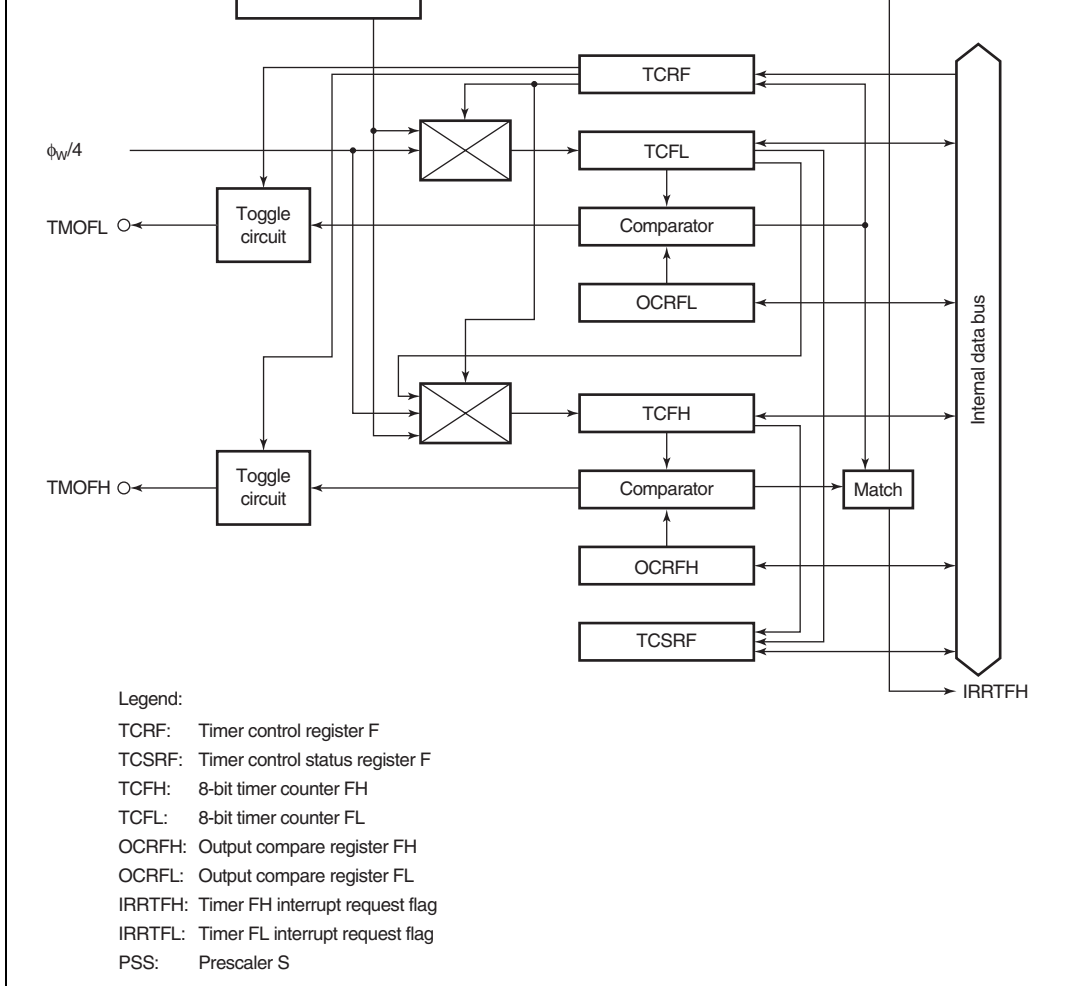 TCRF
ϕW/4
TCFL
TMOFL
Toggle
circuit
Comparator
OCRFL
Internal data bus
TCFH
TMOFH
Toggle
circuit
Comparator
Match
OCRFH
TCSRF
IRRTFH
Legend:
TCRF: Timer control register F
TCSRF: Timer control status register F
TCFH: 8-bit timer counter FH
TCFL: 8-bit timer counter FL
OCRFH: Output compare register FH
OCRFL: Output compare register FL
IRRTFH: Timer FH interrupt request flag
IRRTFL: Timer FL interrupt request flag
PSS: Prescaler S